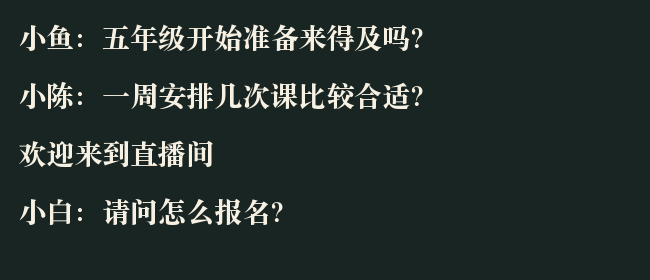 小鱼：五年级开始准备来得及吗？
小陈：一周安排几次课比较合适？
欢迎来到直播间
小白：请问怎么报名？